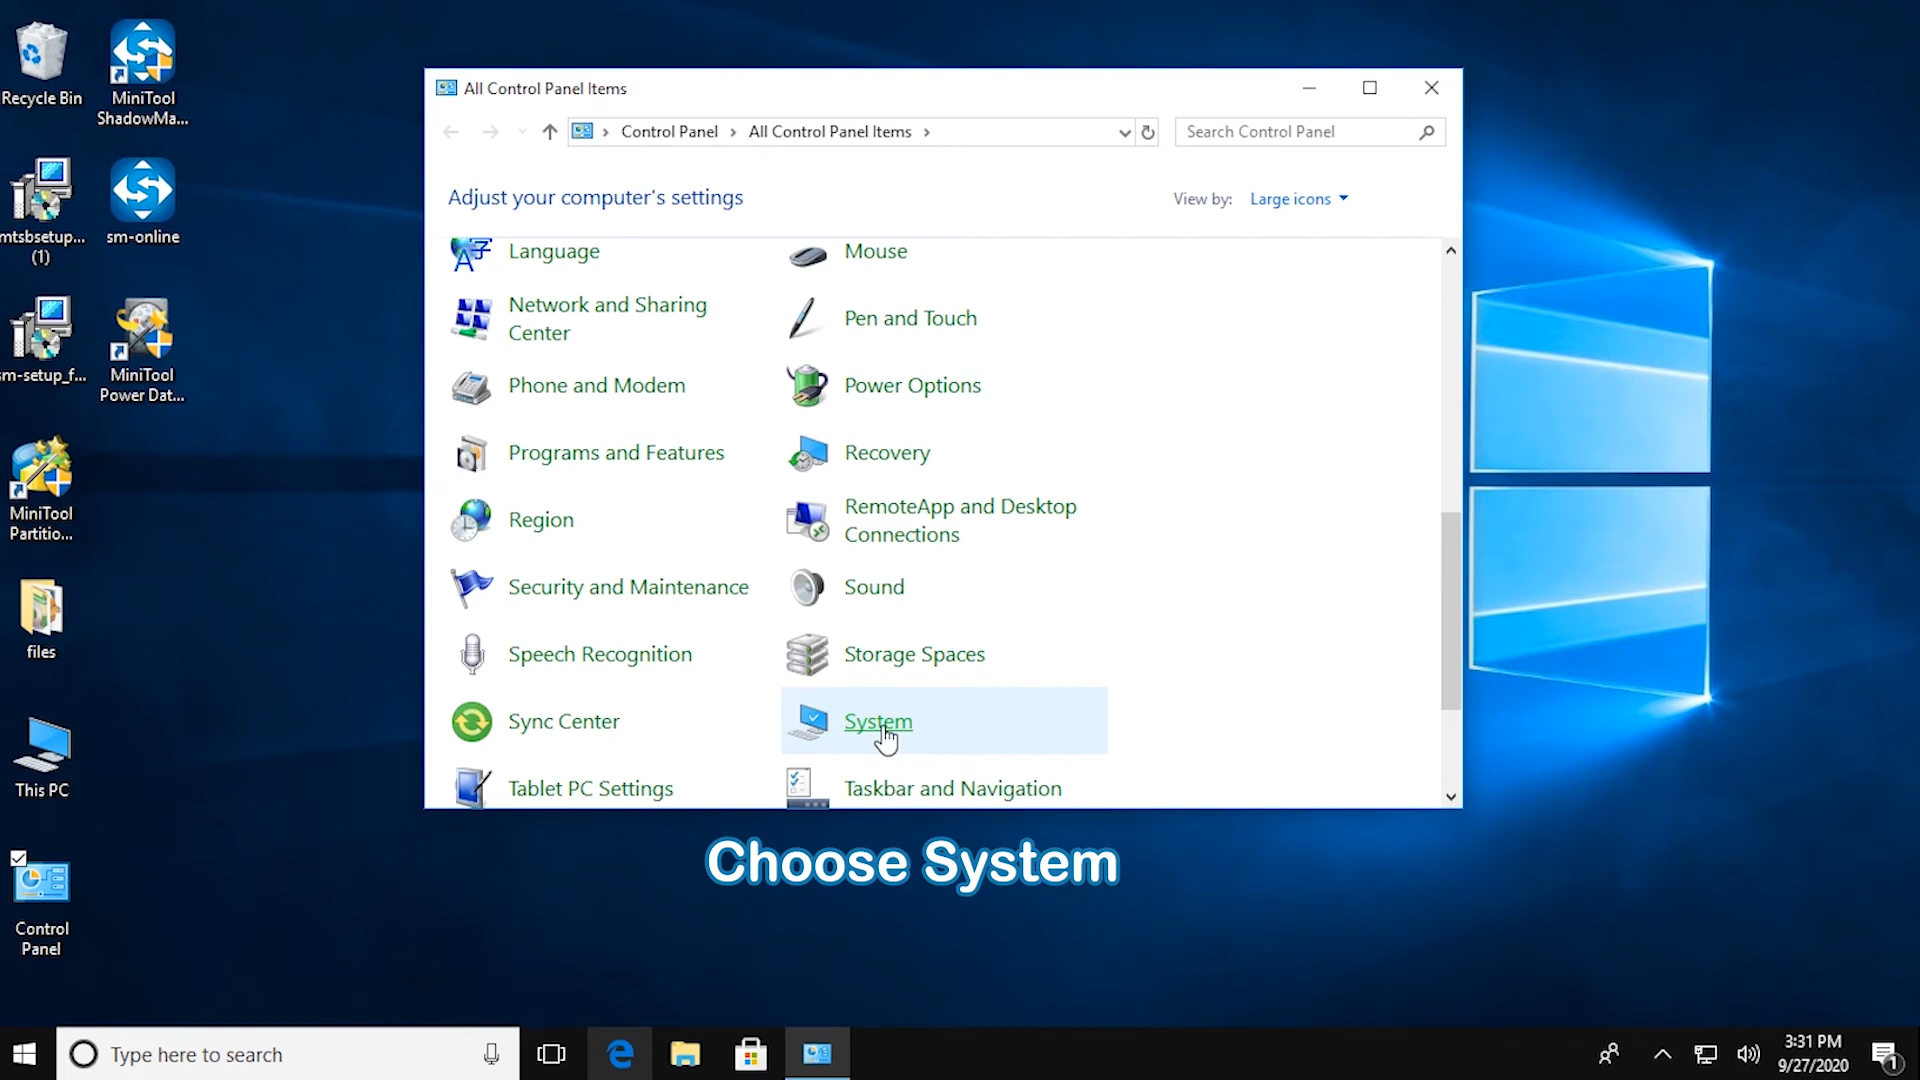 Recycle Bin
MiniTool
ShadowMa...
mtsbsetup...
(1)
sm-online
sm-setup_f...
MiniTool
Power Dat...
MiniTool
Partitio...
files
This PC
Control
Panel
All Control Panel Items
Control Panel
All Control Panel Items
Search Control Panel
Adjust your computer's settings
View by:
Large icons
Language
Mouse
Network and Sharing
Center
Pen and Touch
Phone and Modem
Power Options
Programs and Features
Recovery
Region
RemoteApp and Desktop
Connections
Security and Maintenance
Sound
Speech Recognition
Storage Spaces
Sync Center
System
Tablet PC Settings
Taskbar and Navigation
Choose System
Type here to search
3:31 PM
9/27/2020
1